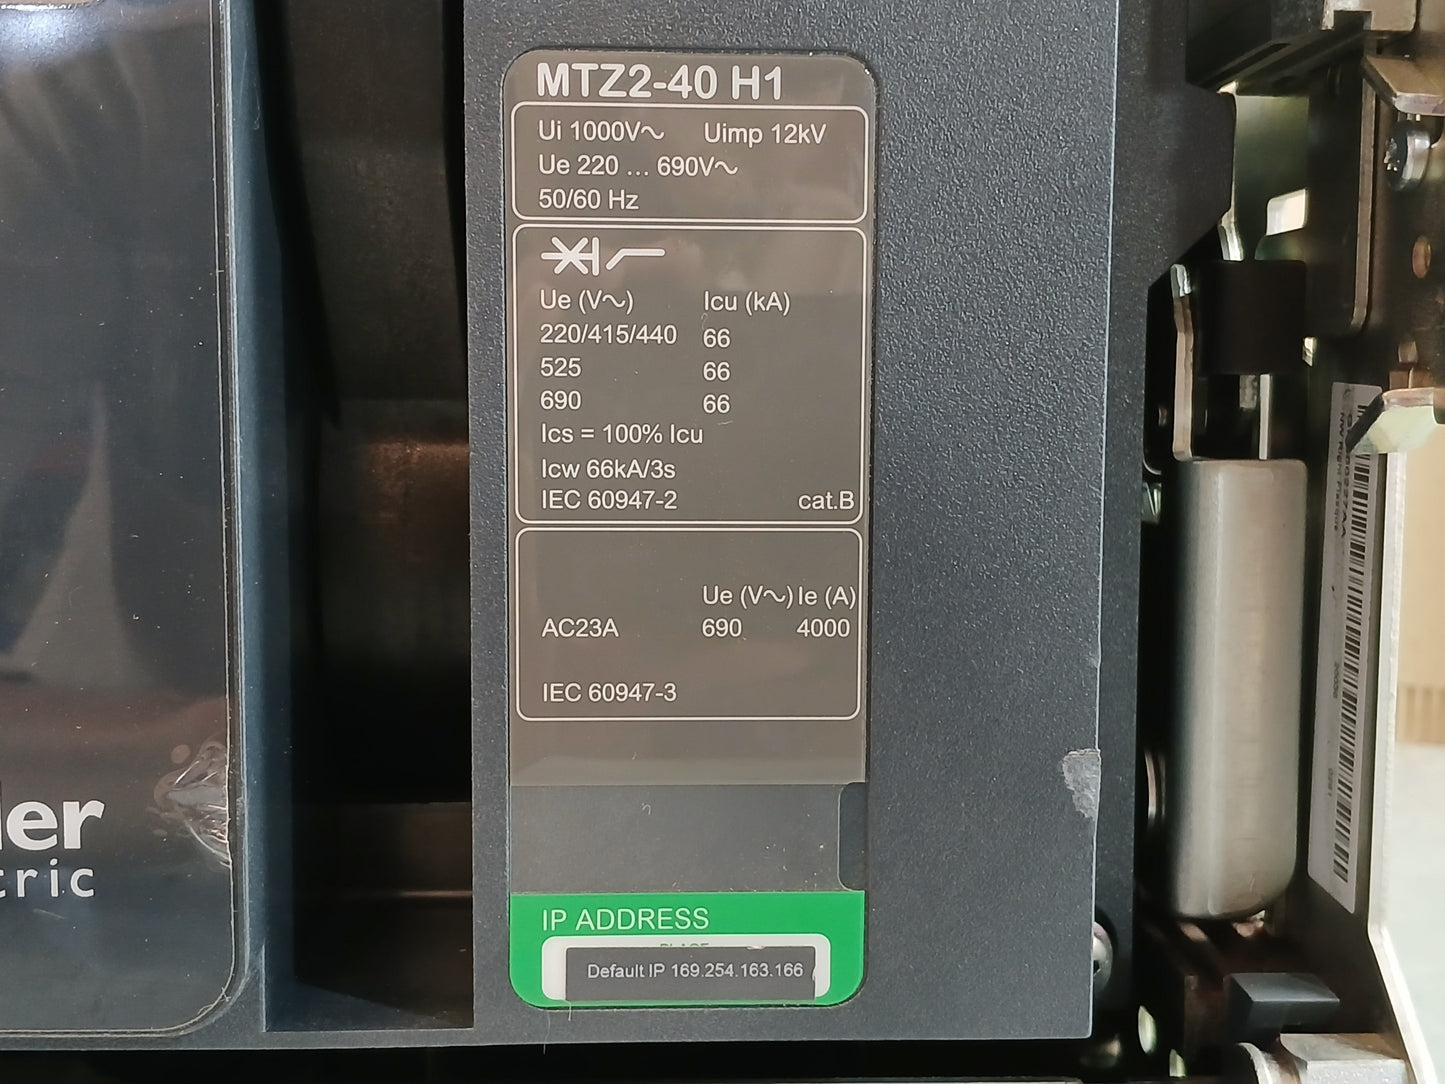 MTZ2-40 H1
Ui 1000V~ Uimp 12kV
Ue 220 ... 690V~
50/60 Hz
Ue (V~) Icu (kA)
220/415/440 66
525 66
690 66
Ics = 100% Icu
Icw 66kA/3s
IEC 60947-2 cat.B
Ue (V~) Ie (A)
AC23A 690 4000
IEC 60947-3
IP ADDRESS
Default IP 169.254.163.166
er
tric